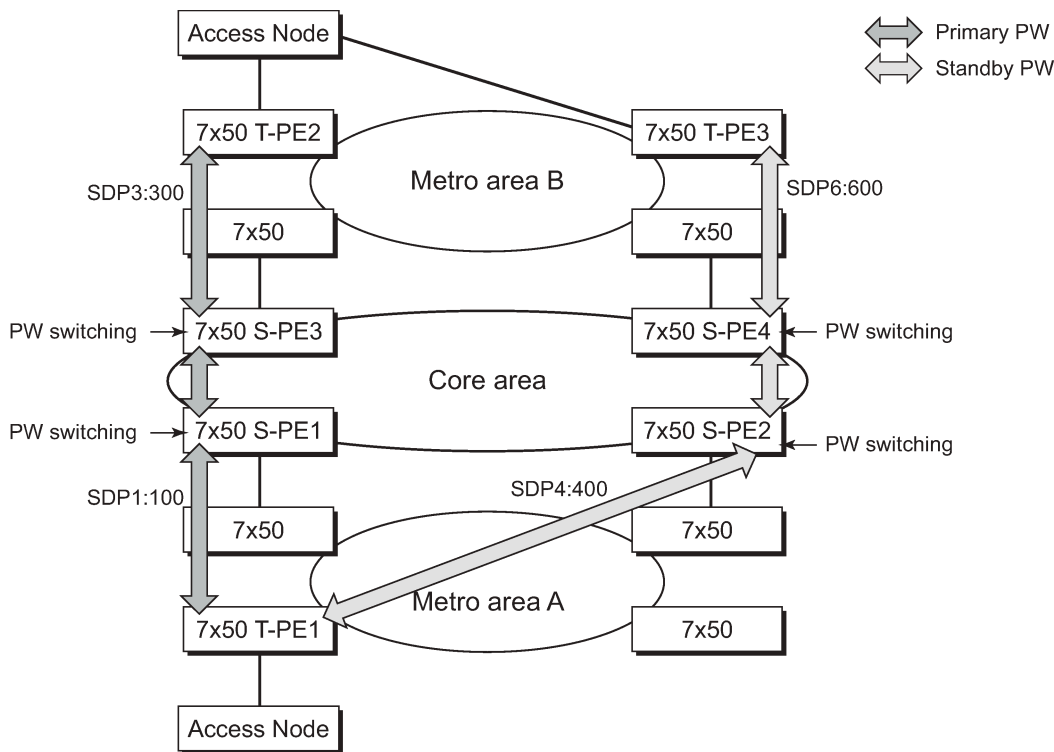 Access Node
Primary PW
Standby PW
7x50 T-PE2
7x50 T-PE3
Metro area B
SDP3:300
SDP6:600
7x50
7x50
PW switching
7x50 S-PE3
7x50 S-PE4
PW switching
Core area
PW switching
7x50 S-PE1
7x50 S-PE2
PW switching
SDP1:100
SDP4:400
7x50
7x50
Metro area A
7x50 T-PE1
7x50
Access Node